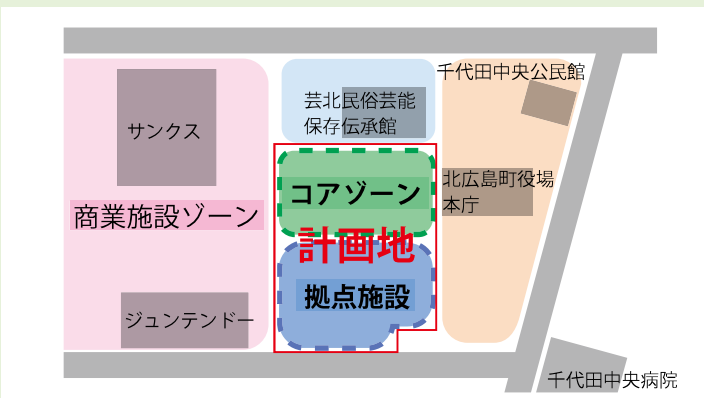 千代田中央公民館
サンクス
芸北民俗芸能
保存伝承館
コアゾーン
北広島町役場
本庁
商業施設ゾーン
計画地
拠点施設
ジュンテンドー
千代田中央病院